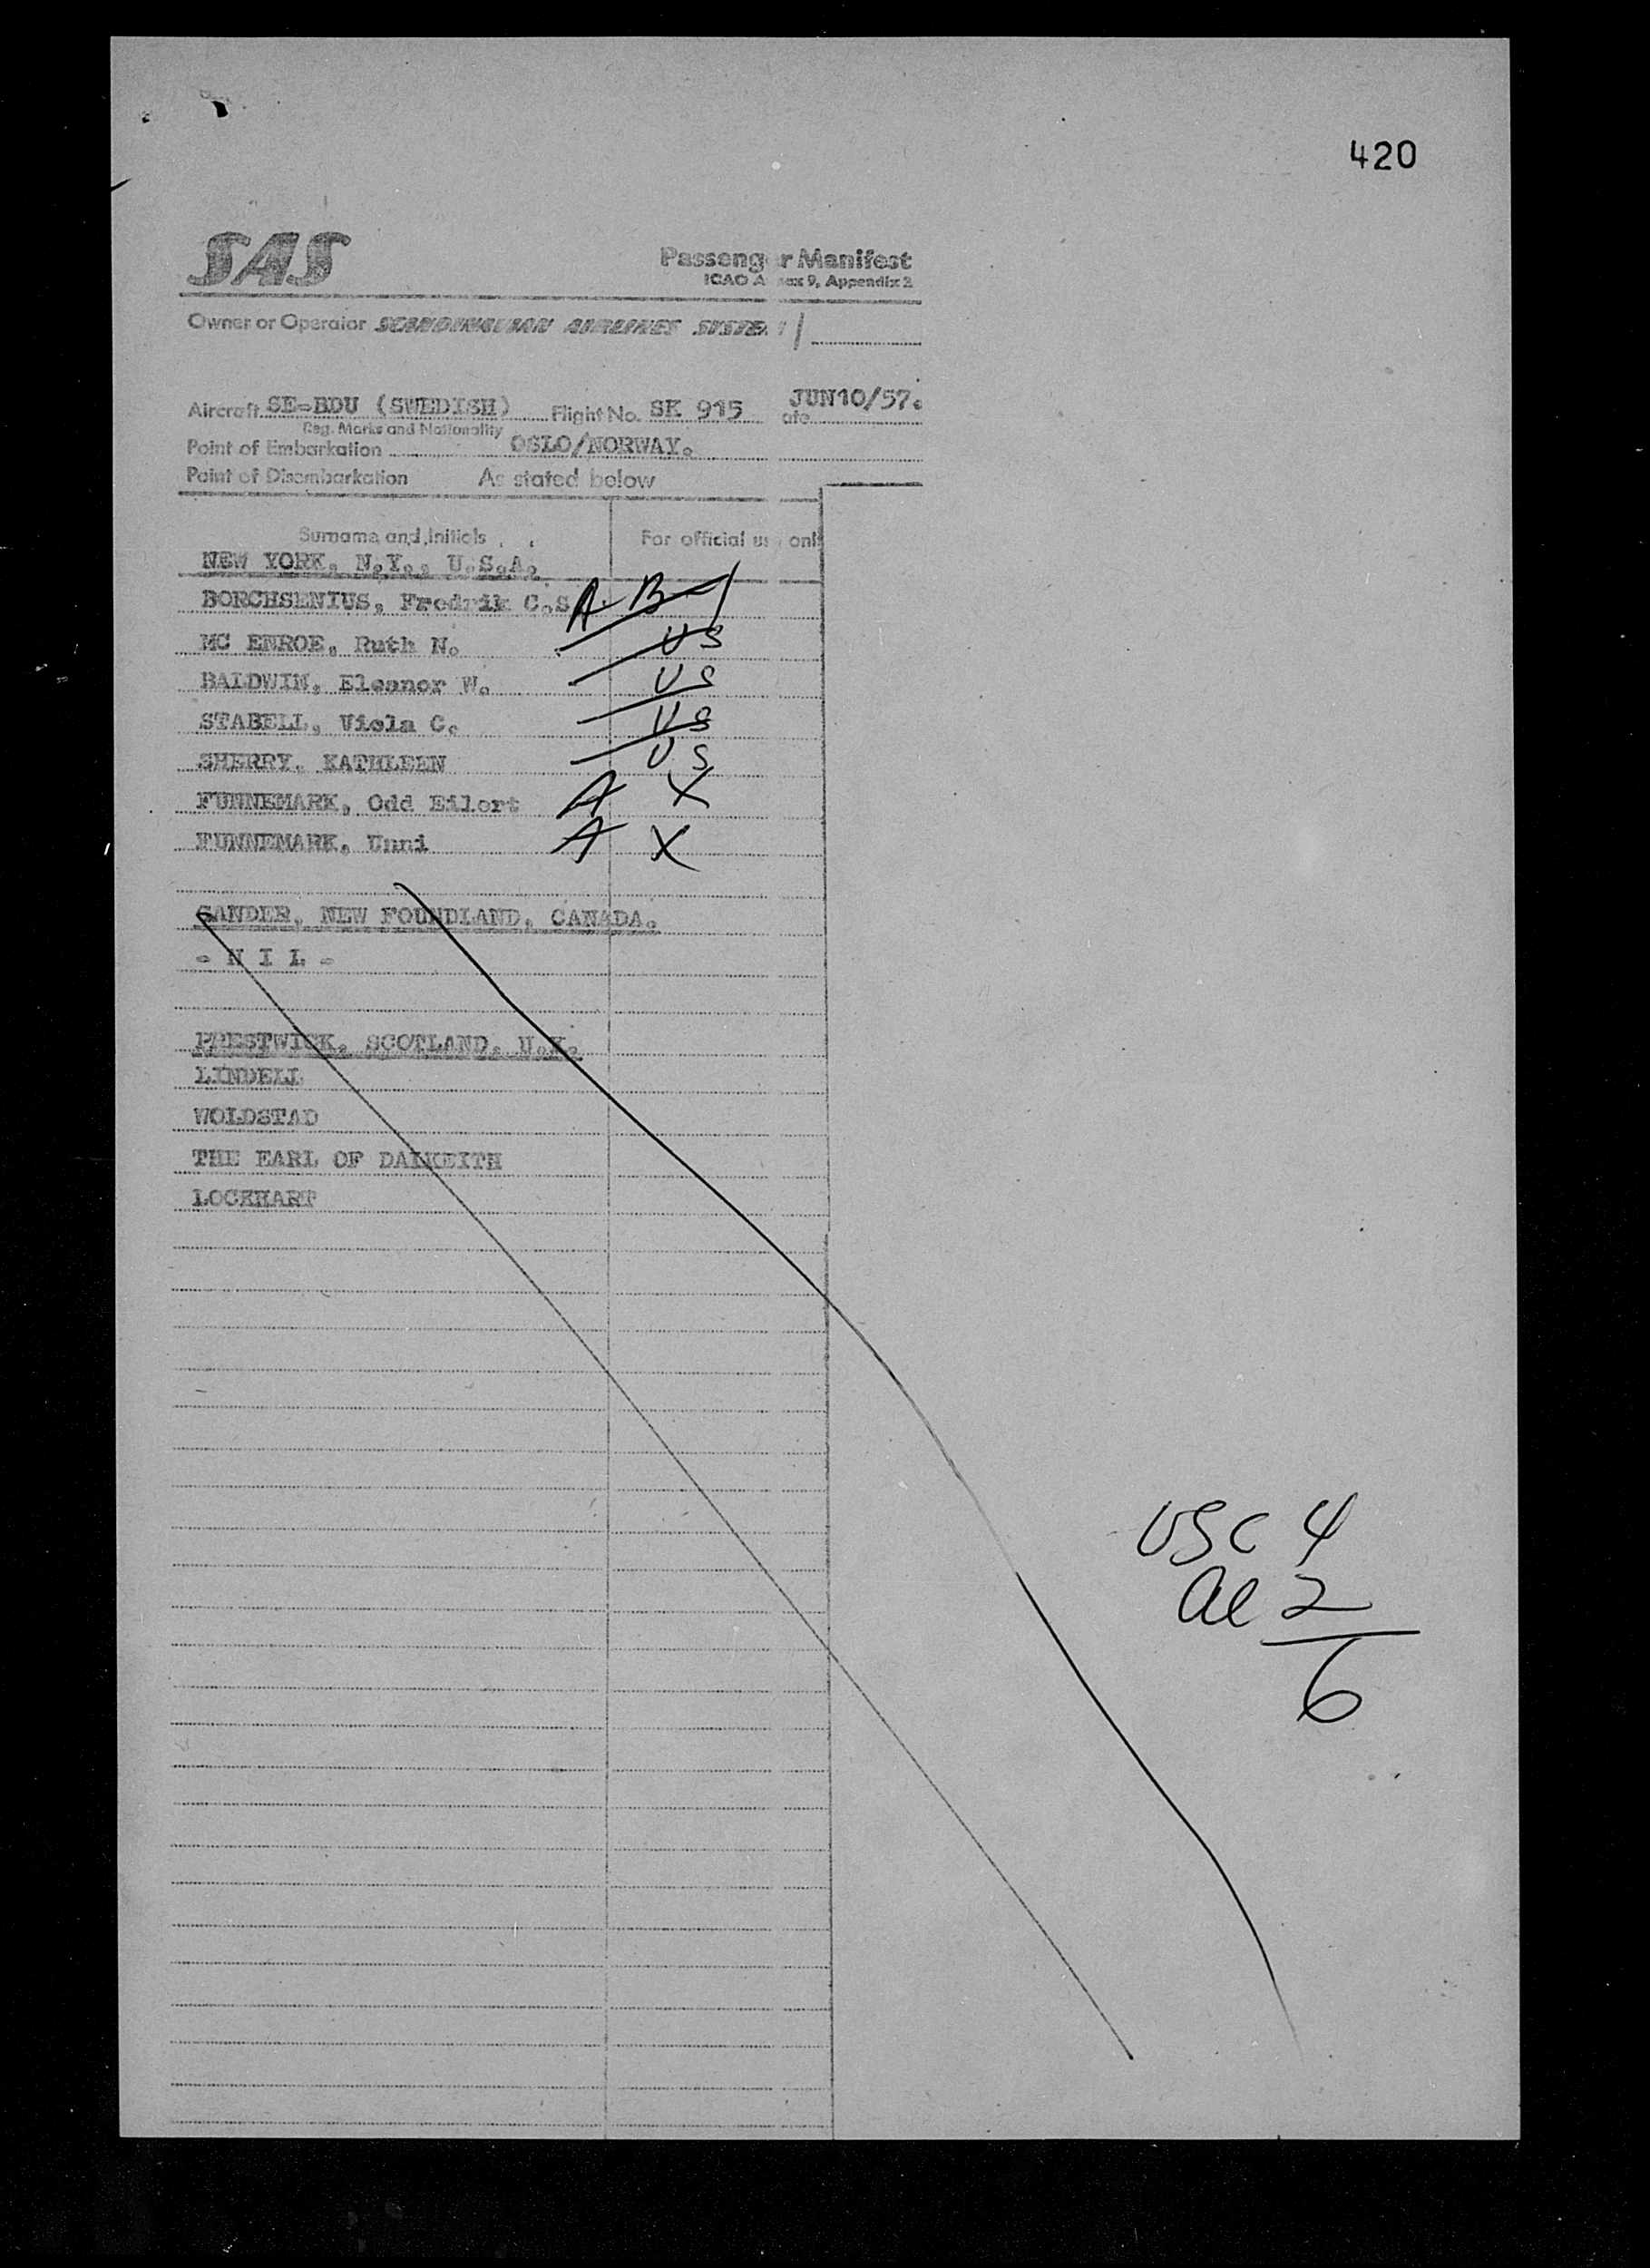 420
SAS
Passenger Manifest
ICAO Annex 9, Appendix 2
Owner or Operator SCANDINAVIAN AIRLINES SYSTEM
Aircraft SE-BDU (SWEDISH) Flight No. SK 915 ate JUN10/57.
Reg. Marks and Nationality
Point of Embarkation OSLO/NORWAY.
Point of Disembarkation As stated below
Surname and Initials For official use only
NEW YORK, N.Y., U.S.A.
BORCHSENIUS, Fredrik C.S A B-1
MC ENROE, Ruth N. US
BALDWIN, Eleanor W. US
STABELL, Viola C. US
SHERRY, KATHLEEN US
FUNNEMARK, Odd Eilert A X
FUNNEMARK, Unni A X
GANDER, NEW FOUNDLAND, CANADA.
- N I L -
PRESTWICK, SCOTLAND, U.K.
LINDELL
WOLDSTAD
THE EARL OF DALKEITH
LOCKHART
USC 4
al 2
6